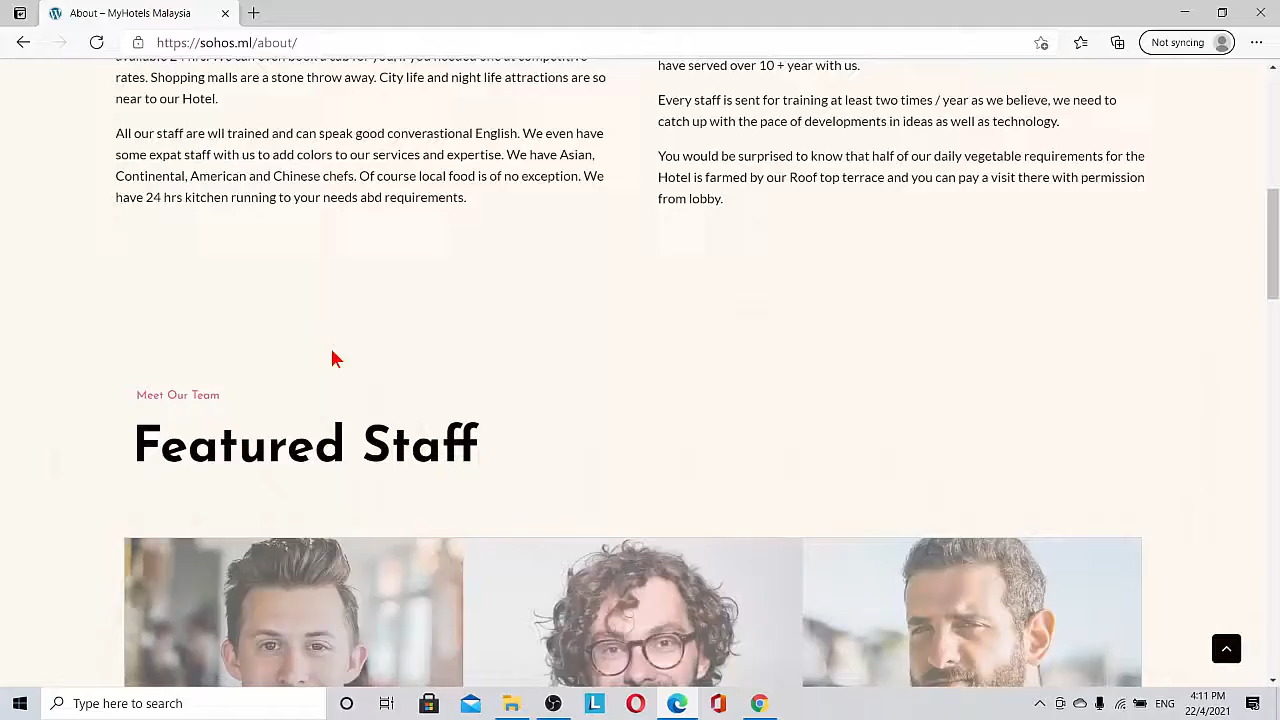 About – MyHotels Malaysia
https://sohos.ml/about/
Not syncing
rates. Shopping malls are a stone throw away. City life and night life attractions are so
near to our Hotel.
All our staff are wll trained and can speak good converastional English. We even have
some expat staff with us to add colors to our services and expertise. We have Asian,
Continental, American and Chinese chefs. Of course local food is of no exception. We
have 24 hrs kitchen running to your needs abd requirements.
have served over 10 + year with us.
Every staff is sent for training at least two times / year as we believe, we need to
catch up with the pace of developments in ideas as well as technology.
You would be surprised to know that half of our daily vegetable requirements for the
Hotel is farmed by our Roof top terrace and you can pay a visit there with permission
from lobby.
Meet Our Team
Featured Staff
Type here to search
ENG
4:11 PM
22/4/2021